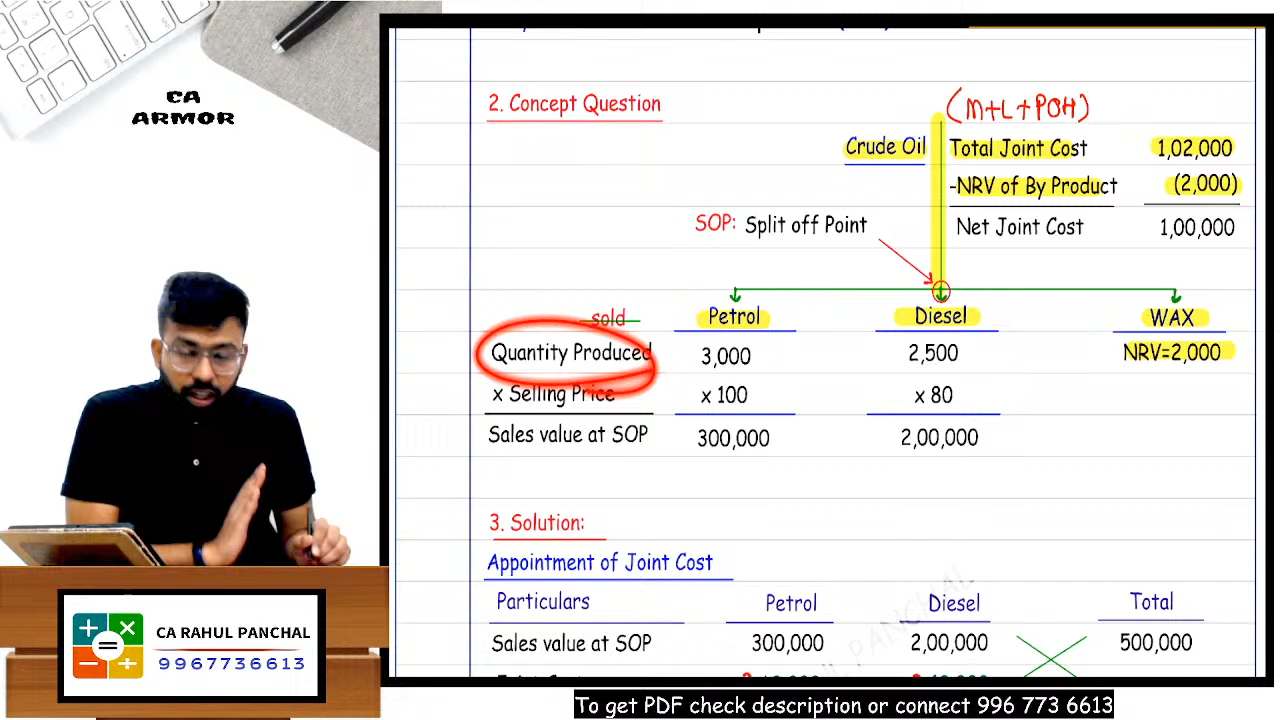 CA
ARMOR
2. Concept Question
(M+L+POH)
Crude Oil
Total Joint Cost 1,02,000
-NRV of By Product (2,000)
SOP: Split off Point
Net Joint Cost 1,00,000
sold
Petrol Diesel WAX
Quantity Produced 3,000 2,500 NRV=2,000
x Selling Price x 100 x 80
Sales value at SOP 300,000 2,00,000
3. Solution:
Appointment of Joint Cost
Particulars Petrol Diesel Total
Sales value at SOP 300,000 2,00,000 500,000
PANCHAL
CA RAHUL PANCHAL
9967736613
To get PDF check description or connect 996 773 6613